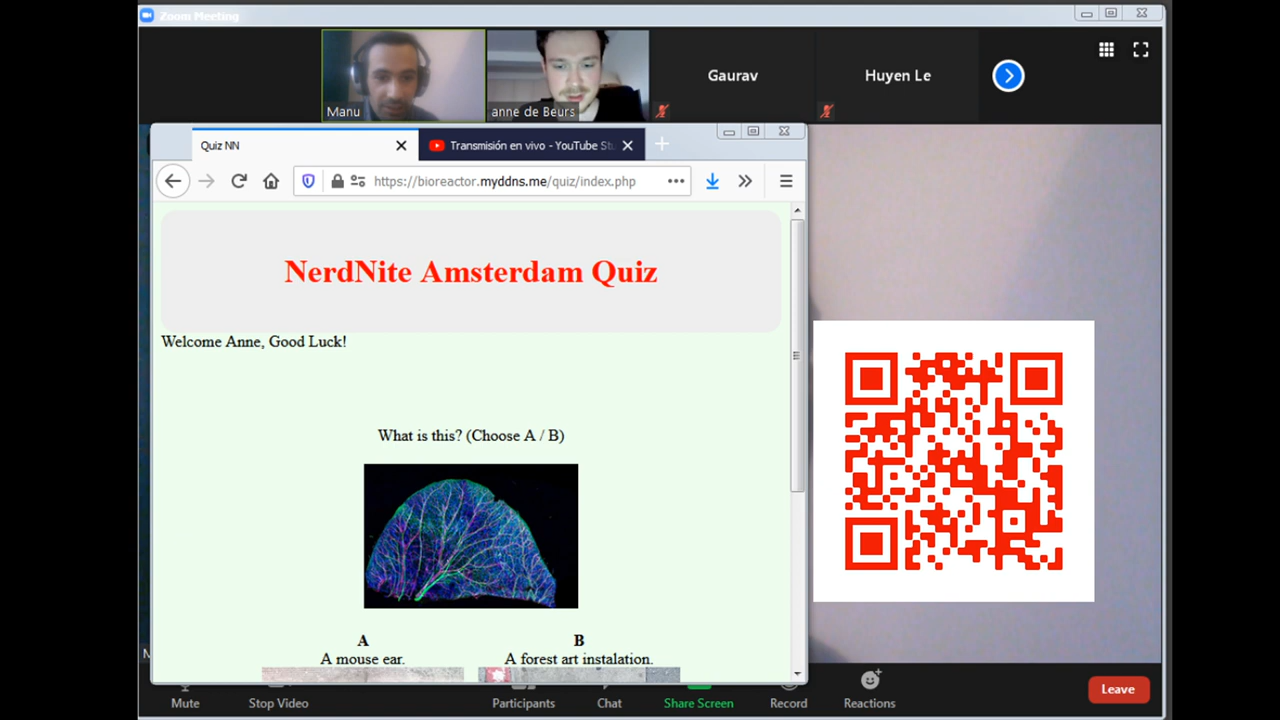 Zoom Meeting
Manu
anne de Beurs
Gaurav
Huyen Le
Quiz NN
Transmisión en vivo - YouTube St
https://bioreactor.myddns.me/quiz/index.php
NerdNite Amsterdam Quiz
Welcome Anne, Good Luck!
What is this? (Choose A / B)
A
B
A mouse ear.
A forest art instalation.
Mute
Stop Video
Participants
Chat
Share Screen
Record
Reactions
Leave